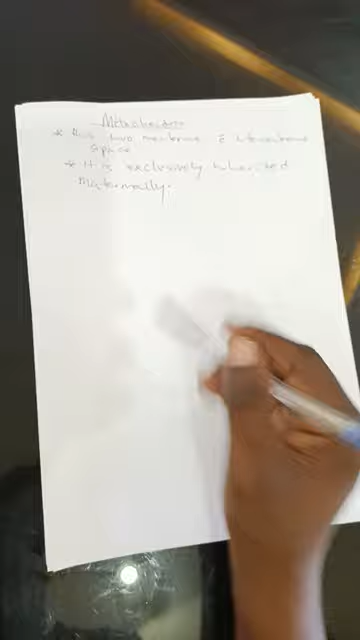 Mitochondria
* Has two membrane c̄ intermembrane
space
* It is exclusively inherited
Maternally.